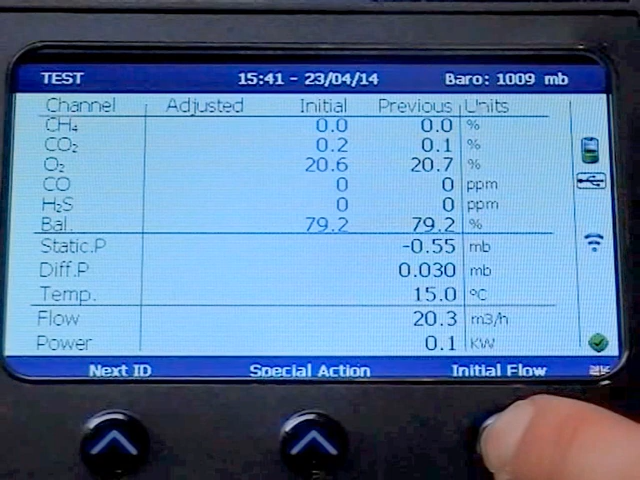 TEST 15:41 - 23/04/14 Baro: 1009 mb
Channel Adjusted Initial Previous Units
CH₄ 0.0 0.0 %
CO₂ 0.2 0.1 %
O₂ 20.6 20.7 %
CO 0 0 ppm
H₂S 0 0 ppm
Bal. 79.2 79.2 %
Static.P -0.55 mb
Diff.P 0.030 mb
Temp. 15.0 ºC
Flow 20.3 m3/h
Power 0.1 KW
Next ID Special Action Initial Flow